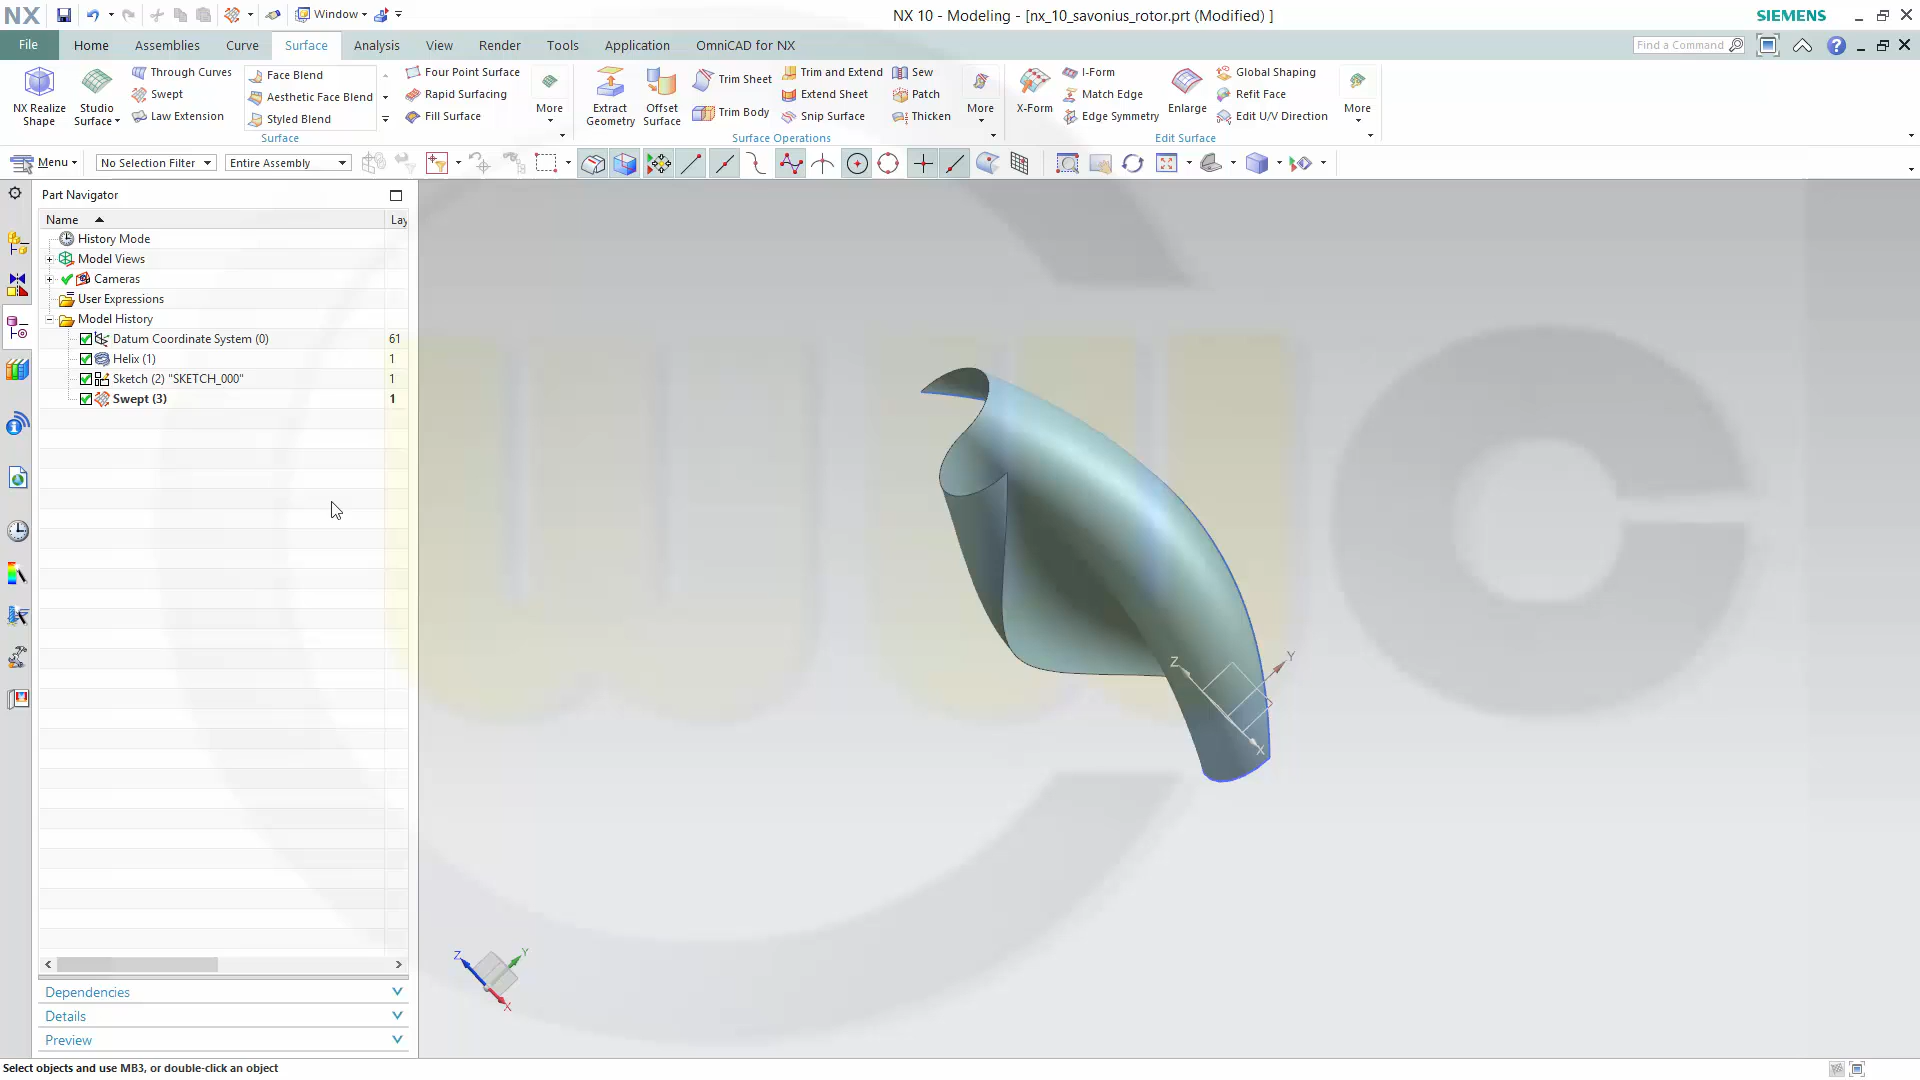 NX
Window
NX 10 - Modeling - [nx_10_savonius_rotor.prt (Modified) ]
SIEMENS
File
Home
Assemblies
Curve
Surface
Analysis
View
Render
Tools
Application
OmniCAD for NX
Find a Command
NX Realize
Shape
Studio
Surface
Through Curves
Swept
Law Extension
Face Blend
Aesthetic Face Blend
Styled Blend
Four Point Surface
Rapid Surfacing
Fill Surface
More
Surface
Extract
Geometry
Offset
Surface
Trim Sheet
Trim Body
Trim and Extend
Extend Sheet
Snip Surface
Sew
Patch
Thicken
More
Surface Operations
X-Form
I-Form
Match Edge
Edge Symmetry
Enlarge
Global Shaping
Refit Face
Edit U/V Direction
More
Edit Surface
Menu
No Selection Filter
Entire Assembly
Part Navigator
Name
Lay
History Mode
Model Views
Cameras
User Expressions
Model History
Datum Coordinate System (0) 61
Helix (1) 1
Sketch (2) "SKETCH_000" 1
Swept (3) 1
Z
Y
X
Z
Y
X
Dependencies
Details
Preview
Select objects and use MB3, or double-click an object